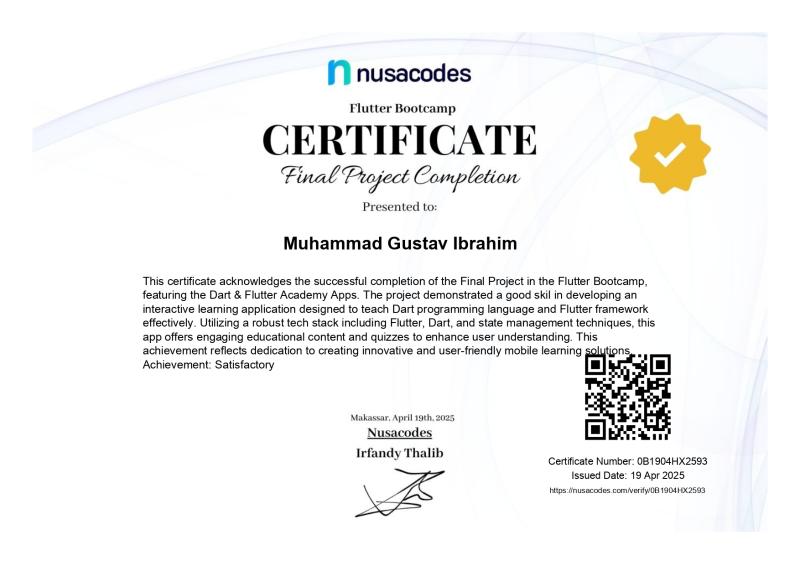 nusacodes
Flutter Bootcamp
CERTIFICATE
Final Project Completion
Presented to:
Muhammad Gustav Ibrahim
This certificate acknowledges the successful completion of the Final Project in the Flutter Bootcamp,
featuring the Dart & Flutter Academy Apps. The project demonstrated a good skil in developing an
interactive learning application designed to teach Dart programming language and Flutter framework
effectively. Utilizing a robust tech stack including Flutter, Dart, and state management techniques, this
app offers engaging educational content and quizzes to enhance user understanding. This
achievement reflects dedication to creating innovative and user-friendly mobile learning solutions.
Achievement: Satisfactory
Makassar, April 19th, 2025
Nusacodes
Irfandy Thalib
Certificate Number: 0B1904HX2593
Issued Date: 19 Apr 2025
https://nusacodes.com/verify/0B1904HX2593